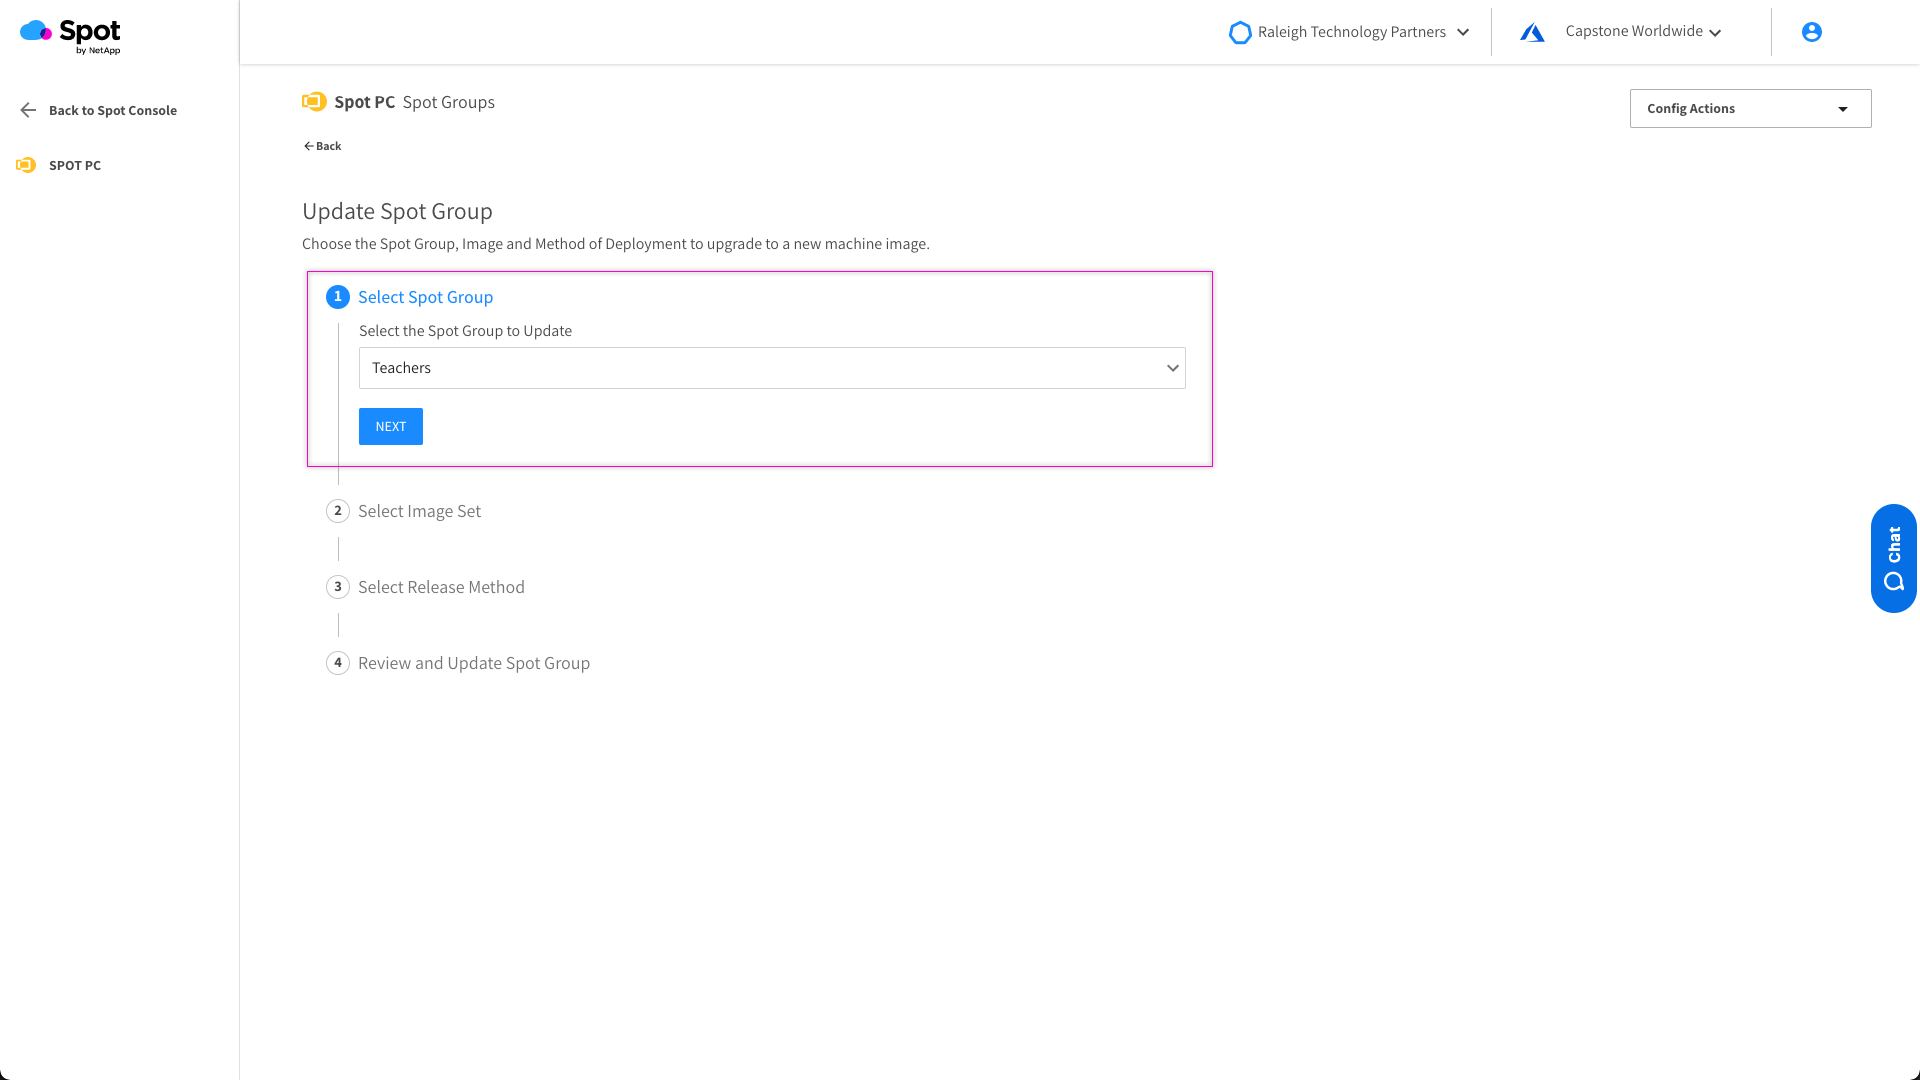 Spot
by NetApp
Raleigh Technology Partners
Capstone Worldwide
Back to Spot Console
SPOT PC
Spot PC Spot Groups
Config Actions
Back
Update Spot Group
Choose the Spot Group, Image and Method of Deployment to upgrade to a new machine image.
1 Select Spot Group
Select the Spot Group to Update
Teachers
NEXT
2 Select Image Set
3 Select Release Method
4 Review and Update Spot Group
Chat